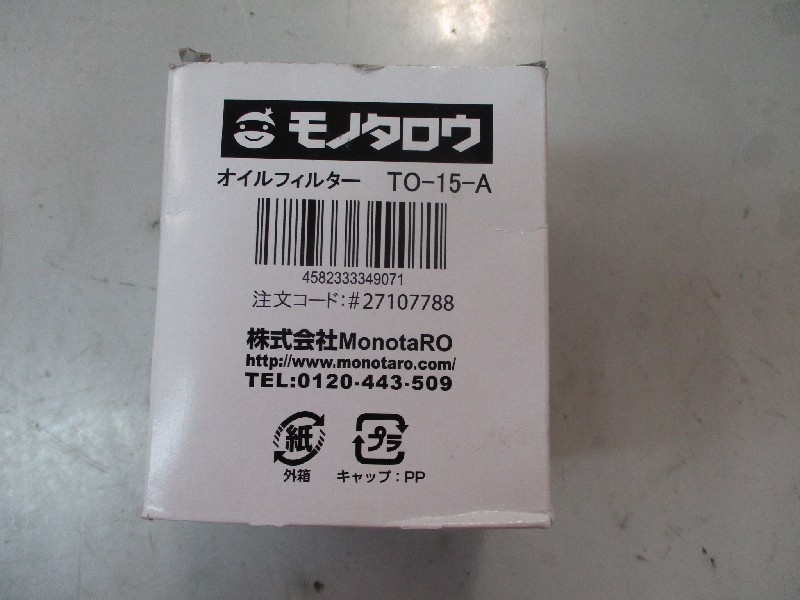 モノタロウ
オイルフィルター TO-15-A
4582333349071
注文コード:#27107788
株式会社MonotaRO
http://www.monotaro.com/
TEL:0120-443-509
紙 プラ
外箱 キャップ:PP